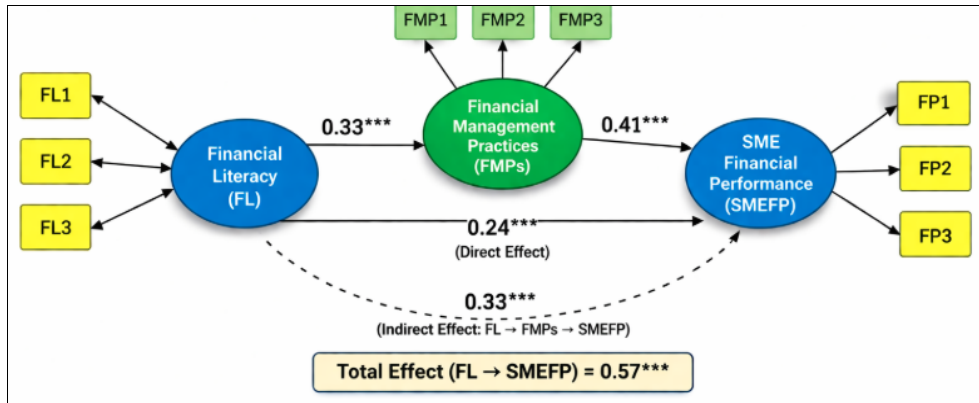 FMP1
FMP2
FMP3
FL1
FL2
FL3
Financial
Literacy
(FL)
0.33***
Financial
Management
Practices
(FMPs)
0.41***
SME
Financial
Performance
(SMEFP)
FP1
FP2
FP3
0.24***
(Direct Effect)
0.33***
(Indirect Effect: FL → FMPs → SMEFP)
Total Effect (FL → SMEFP) = 0.57***